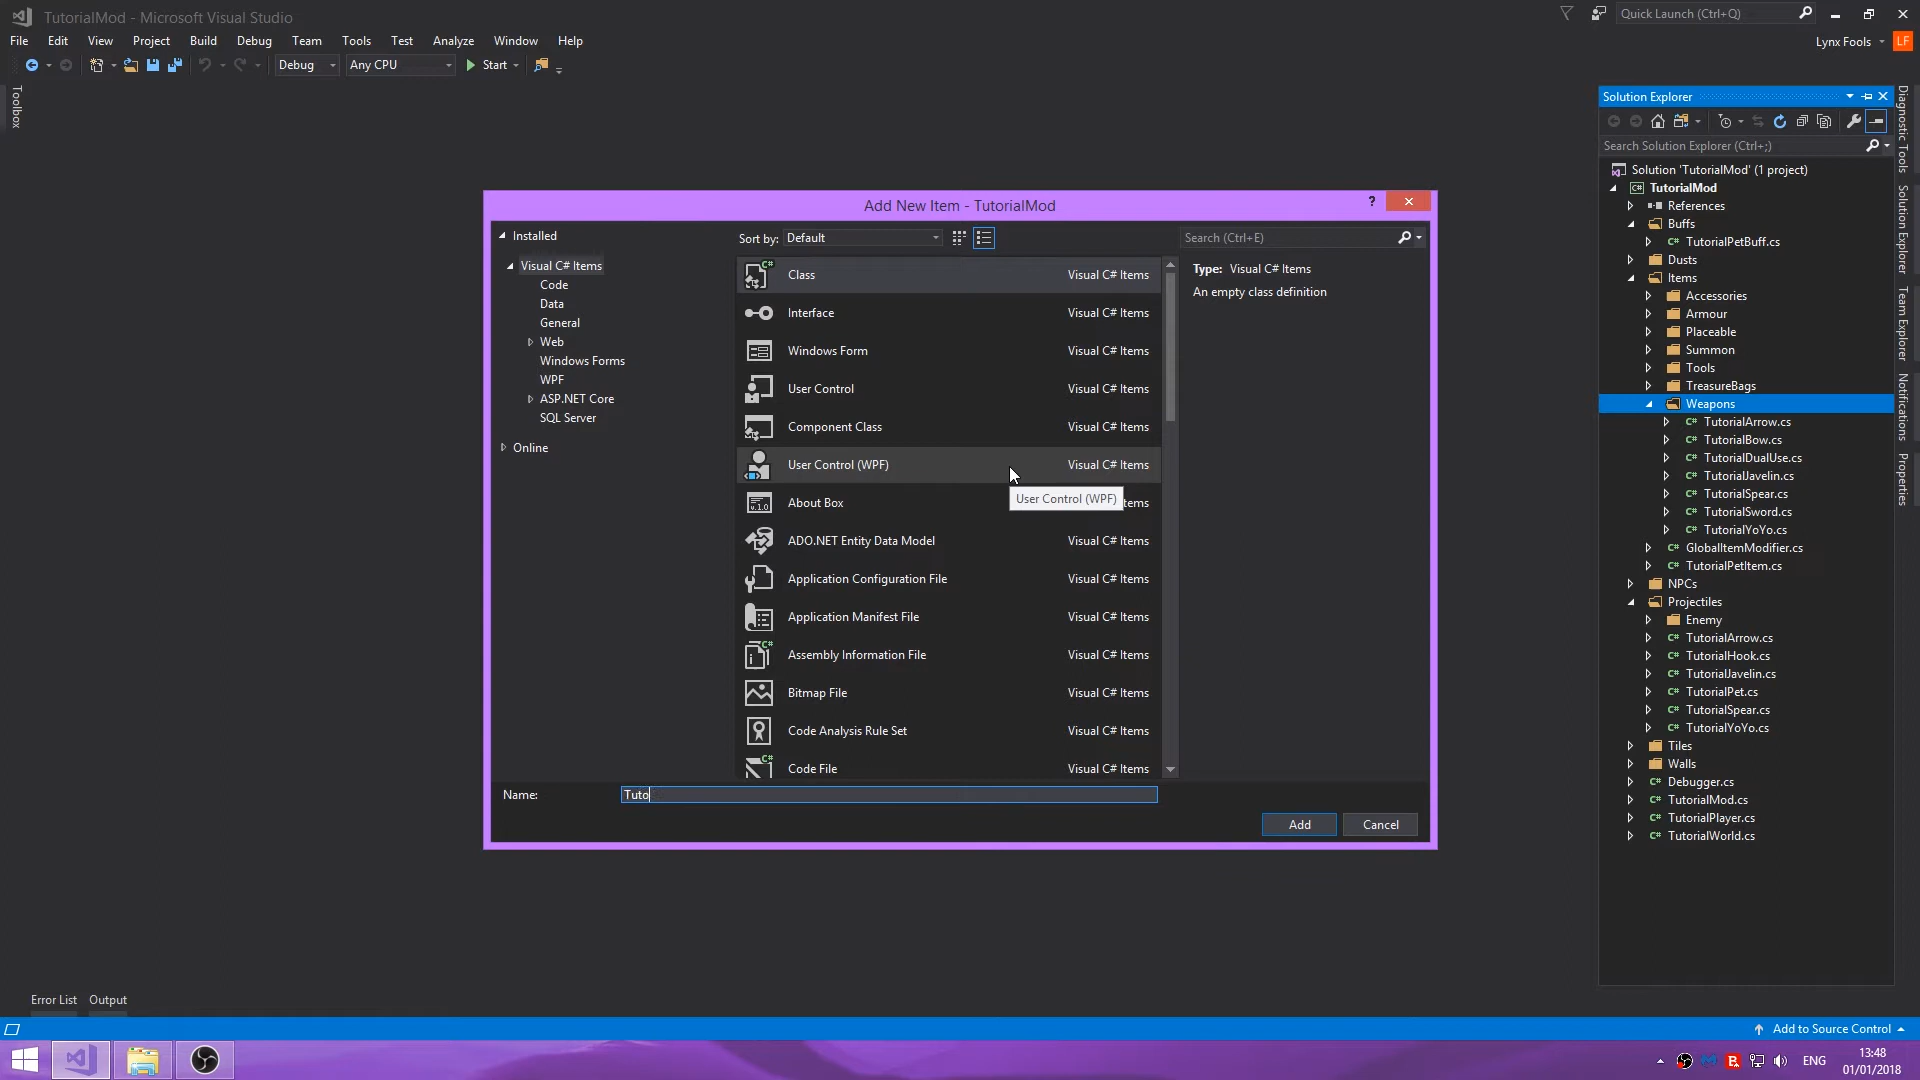 TutorialMod - Microsoft Visual Studio
Quick Launch (Ctrl+Q)
File Edit View Project Build Debug Team Tools Test Analyze Window Help
Lynx Fools LF
Debug Any CPU Start
Toolbox
Solution Explorer
Search Solution Explorer (Ctrl+;)
Solution 'TutorialMod' (1 project)
TutorialMod
References
Buffs
TutorialPetBuff.cs
Dusts
Items
Accessories
Armour
Placeable
Summon
Tools
TreasureBags
Weapons
TutorialArrow.cs
TutorialBow.cs
TutorialDualUse.cs
TutorialJavelin.cs
TutorialSpear.cs
TutorialSword.cs
TutorialYoYo.cs
GlobalItemModifier.cs
TutorialPetItem.cs
NPCs
Projectiles
Enemy
TutorialArrow.cs
TutorialHook.cs
TutorialJavelin.cs
TutorialPet.cs
TutorialSpear.cs
TutorialYoYo.cs
Tiles
Walls
Debugger.cs
TutorialMod.cs
TutorialPlayer.cs
TutorialWorld.cs
Diagnostic Tools
Solution Explorer
Team Explorer
Notifications
Properties
Add New Item - TutorialMod
?
Installed
Visual C# Items
Code
Data
General
Web
Windows Forms
WPF
ASP.NET Core
SQL Server
Online
Sort by: Default
Search (Ctrl+E)
Class Visual C# Items
Interface Visual C# Items
Windows Form Visual C# Items
User Control Visual C# Items
Component Class Visual C# Items
User Control (WPF) Visual C# Items
User Control (WPF)
About Box Items
ADO.NET Entity Data Model Visual C# Items
Application Configuration File Visual C# Items
Application Manifest File Visual C# Items
Assembly Information File Visual C# Items
Bitmap File Visual C# Items
Code Analysis Rule Set Visual C# Items
Code File Visual C# Items
Type: Visual C# Items
An empty class definition
Name: Tuto
Add Cancel
Error List Output
Add to Source Control
ENG
13:48
01/01/2018